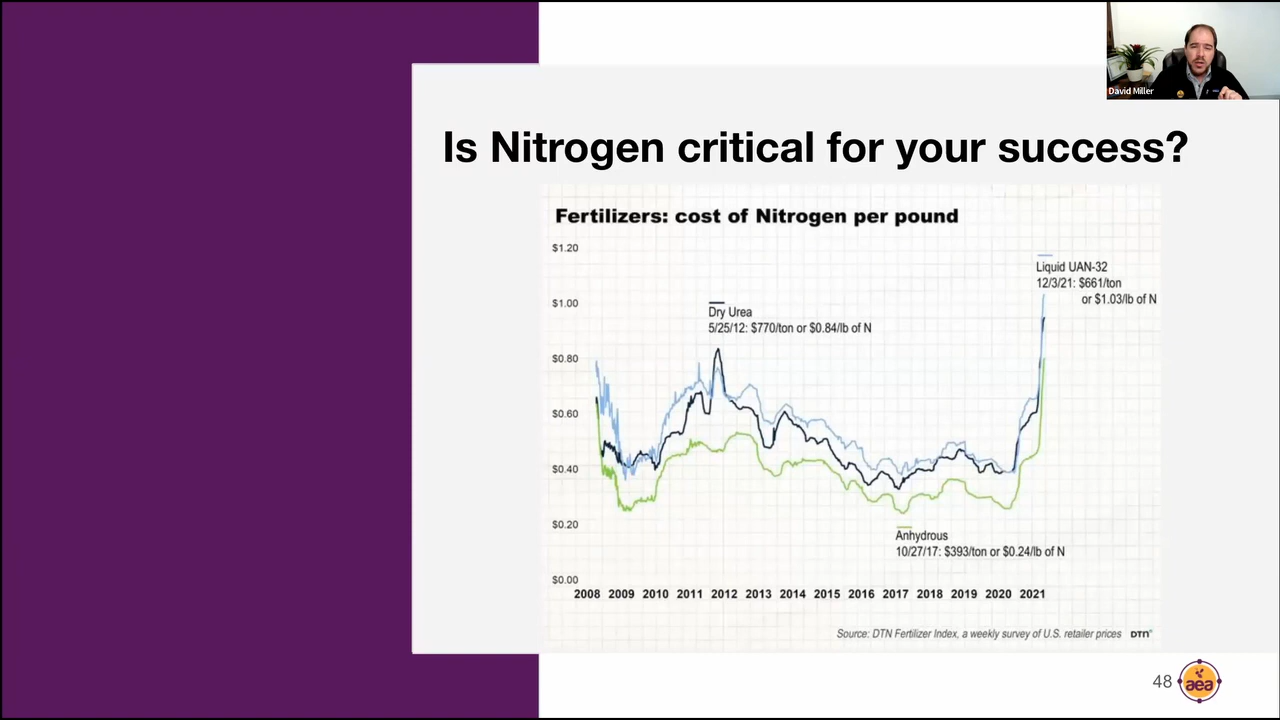 David Miller
Is Nitrogen critical for your success?
Fertilizers: cost of Nitrogen per pound
$1.20
$1.00
$0.80
$0.60
$0.40
$0.20
$0.00
Liquid UAN-32
12/3/21: $661/ton
or $1.03/lb of N
Dry Urea
5/25/12: $770/ton or $0.84/lb of N
Anhydrous
10/27/17: $393/ton or $0.24/lb of N
2008 2009 2010 2011 2012 2013 2014 2015 2016 2017 2018 2019 2020 2021
Source: DTN Fertilizer Index, a weekly survey of U.S. retailer prices DTN
48 aea